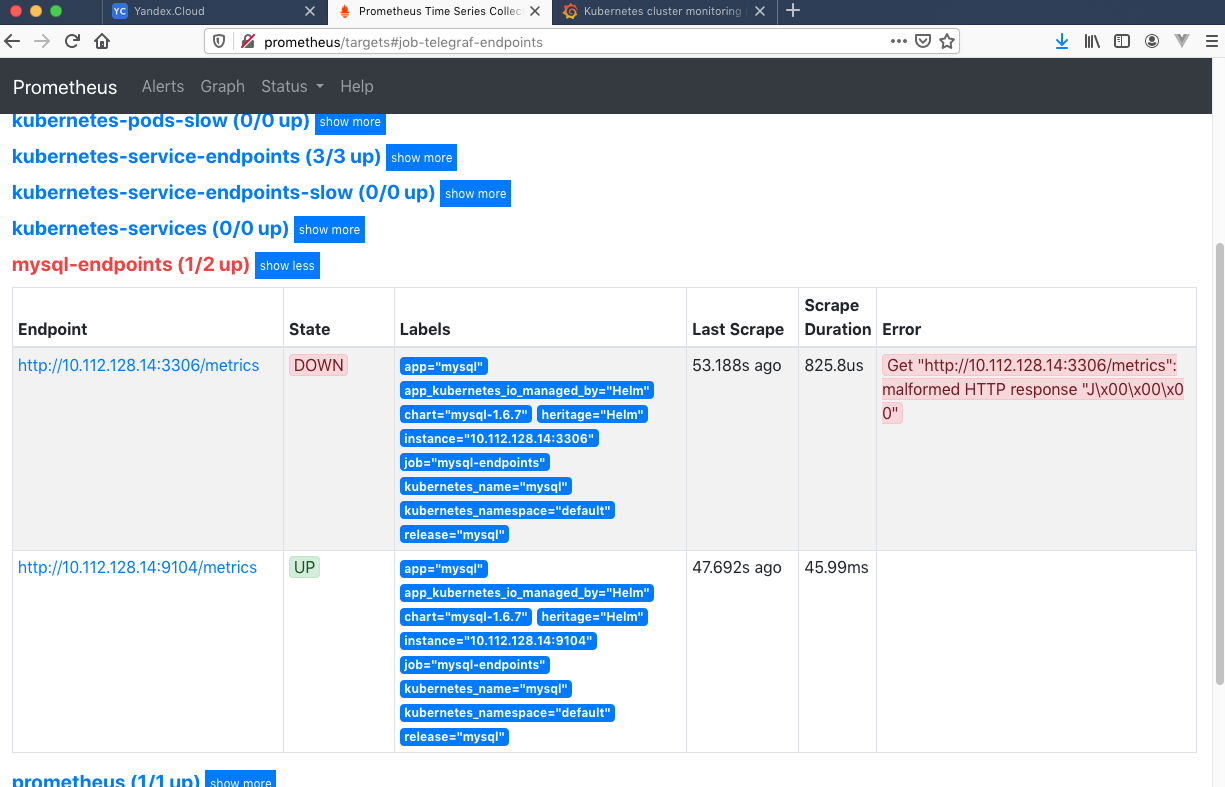 Yandex.Cloud
Prometheus Time Series Collec
Kubernetes cluster monitoring
prometheus/targets#job-telegraf-endpoints
Prometheus Alerts Graph Status Help
kubernetes-pods-slow (0/0 up) show more
kubernetes-service-endpoints (3/3 up) show more
kubernetes-service-endpoints-slow (0/0 up) show more
kubernetes-services (0/0 up) show more
mysql-endpoints (1/2 up) show less
Endpoint State Labels Last Scrape Scrape Duration Error
http://10.112.128.14:3306/metrics DOWN
app="mysql"
app_kubernetes_io_managed_by="Helm"
chart="mysql-1.6.7" heritage="Helm"
instance="10.112.128.14:3306"
job="mysql-endpoints"
kubernetes_name="mysql"
kubernetes_namespace="default"
release="mysql"
53.188s ago 825.8us
Get "http://10.112.128.14:3306/metrics":
malformed HTTP response "J\x00\x00\x0
0"
http://10.112.128.14:9104/metrics UP
app="mysql"
app_kubernetes_io_managed_by="Helm"
chart="mysql-1.6.7" heritage="Helm"
instance="10.112.128.14:9104"
job="mysql-endpoints"
kubernetes_name="mysql"
kubernetes_namespace="default"
release="mysql"
47.692s ago 45.99ms
prometheus (1/1 up) show more